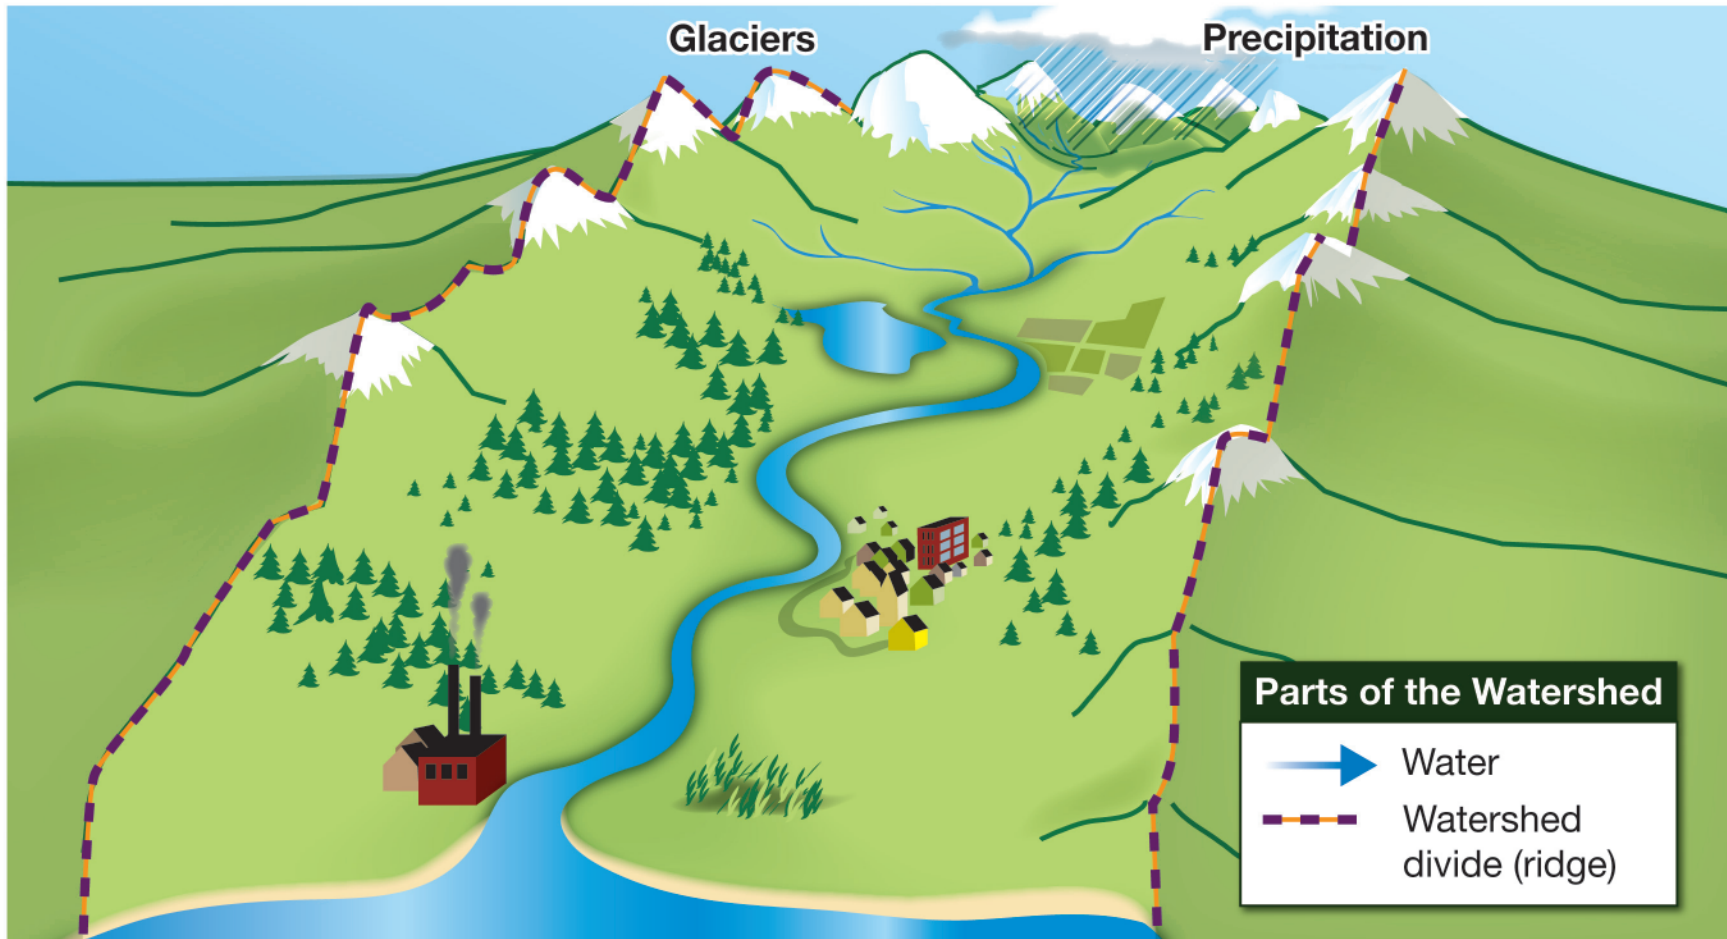 Glaciers
Precipitation
Parts of the Watershed
Water
Watershed
divide (ridge)